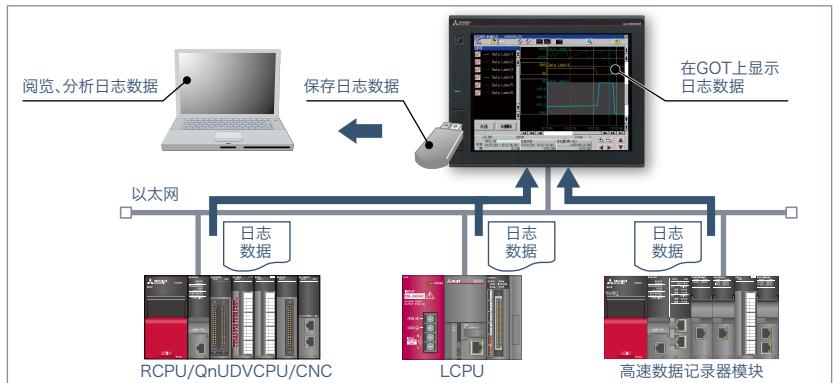 阅览、分析日志数据
保存日志数据
在GOT上显示
日志数据
以太网
日志
数据
日志
数据
日志
数据
RCPU/QnUDVCPU/CNC
LCPU
高速数据记录器模块